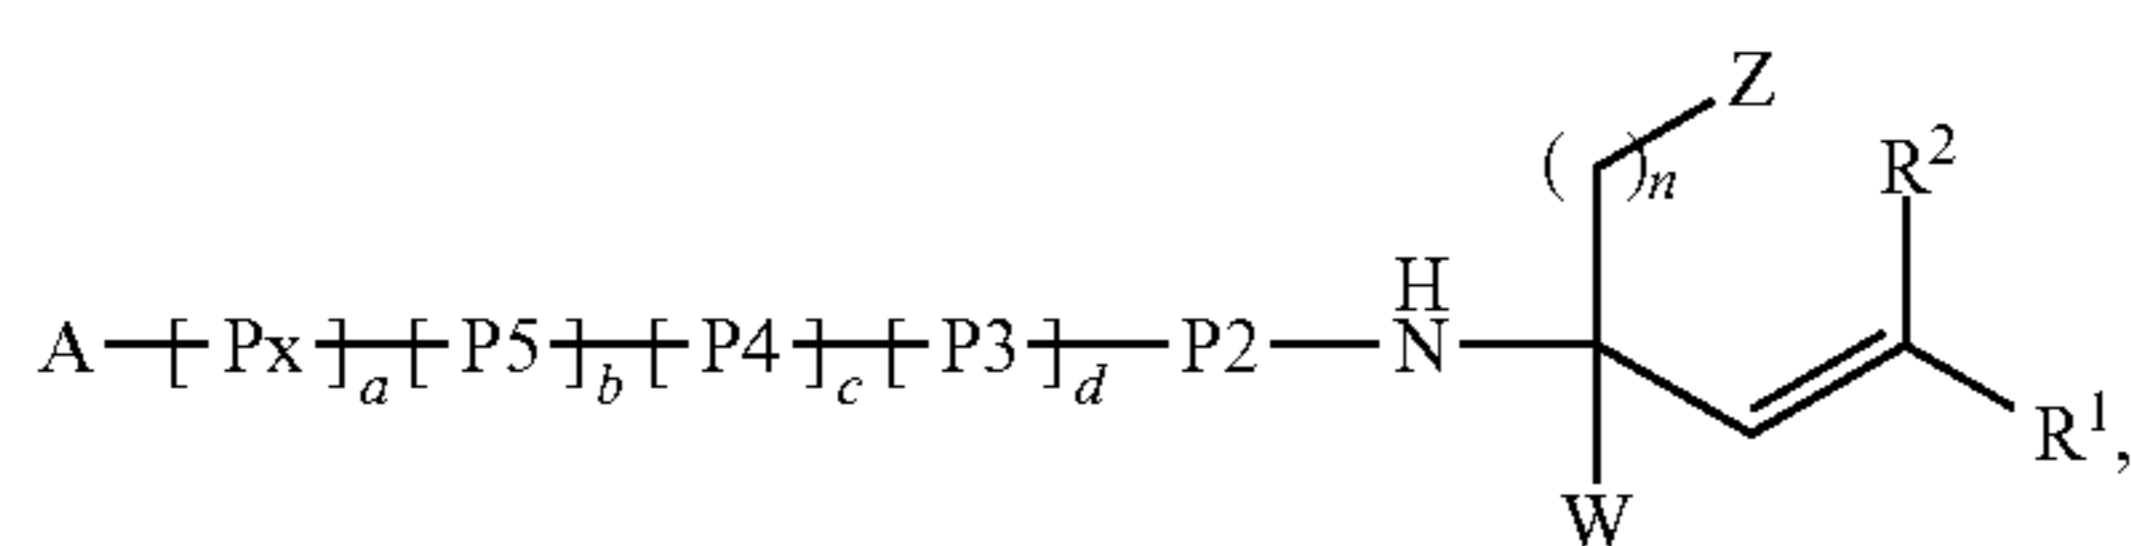 Z
( )n
R2
H
A [ Px ]a [ P5 ]b [ P4 ]c [ P3 ]d P2 N
R1,
W